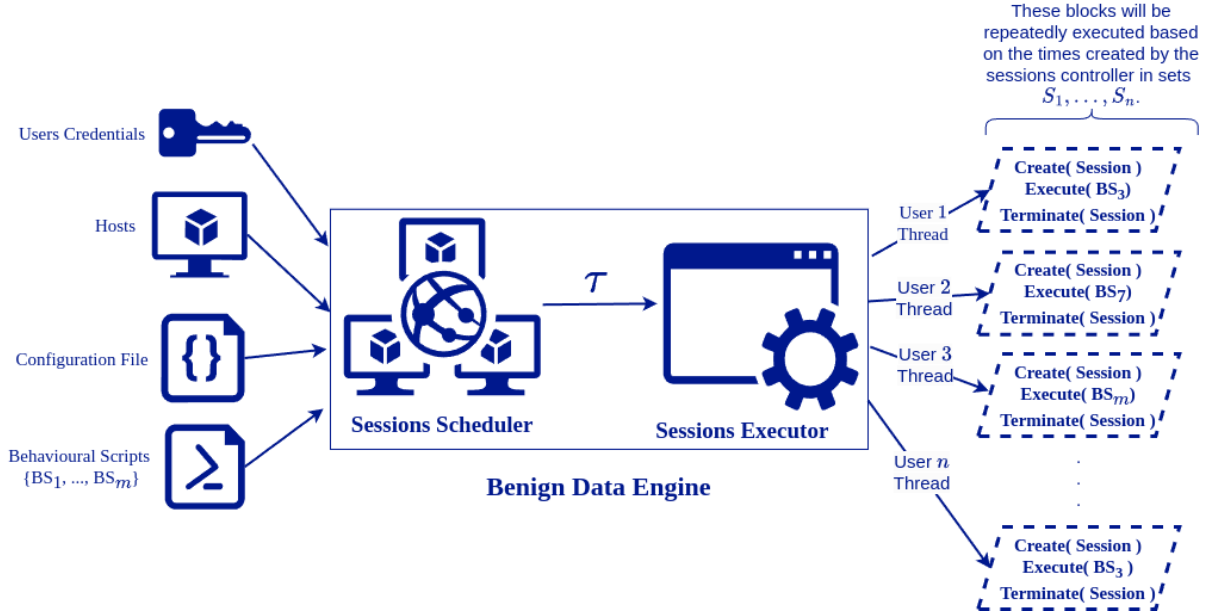 These blocks will be
repeatedly executed based
on the times created by the
sessions controller in sets
S₁, . . . , Sₙ.
Users Credentials
Hosts
Configuration File
{ }
Behavioural Scripts
{BS₁, ..., BSₘ}
Sessions Scheduler
τ
Sessions Executor
Benign Data Engine
User 1
Thread
User 2
Thread
User 3
Thread
User n
Thread
Create( Session )
Execute( BS₃)
Terminate( Session )
Create( Session )
Execute( BS₇)
Terminate( Session )
Create( Session )
Execute( BSₘ)
Terminate( Session )
.
.
.
Create( Session )
Execute( BS₃ )
Terminate( Session )